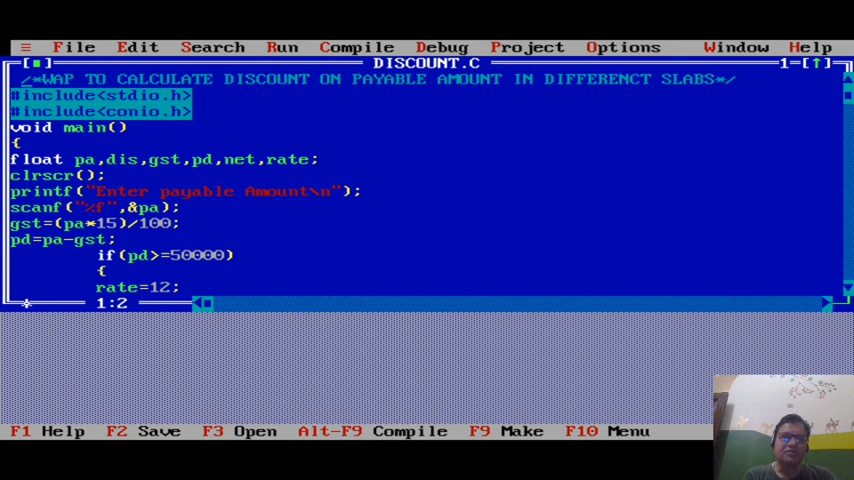 ≡ File Edit Search Run Compile Debug Project Options Window Help
[■] DISCOUNT.C 1=[↑]
/*WAP TO CALCULATE DISCOUNT ON PAYABLE AMOUNT IN DIFFERENCT SLABS*/
#include<stdio.h>
#include<conio.h>
void main()
{
float pa,dis,gst,pd,net,rate;
clrscr();
printf("Enter payable Amount\n");
scanf("%f",&pa);
gst=(pa*15)/100;
pd=pa-gst;
if(pd>=50000)
{
rate=12;
* 1:2
F1 Help F2 Save F3 Open Alt-F9 Compile F9 Make F10 Menu